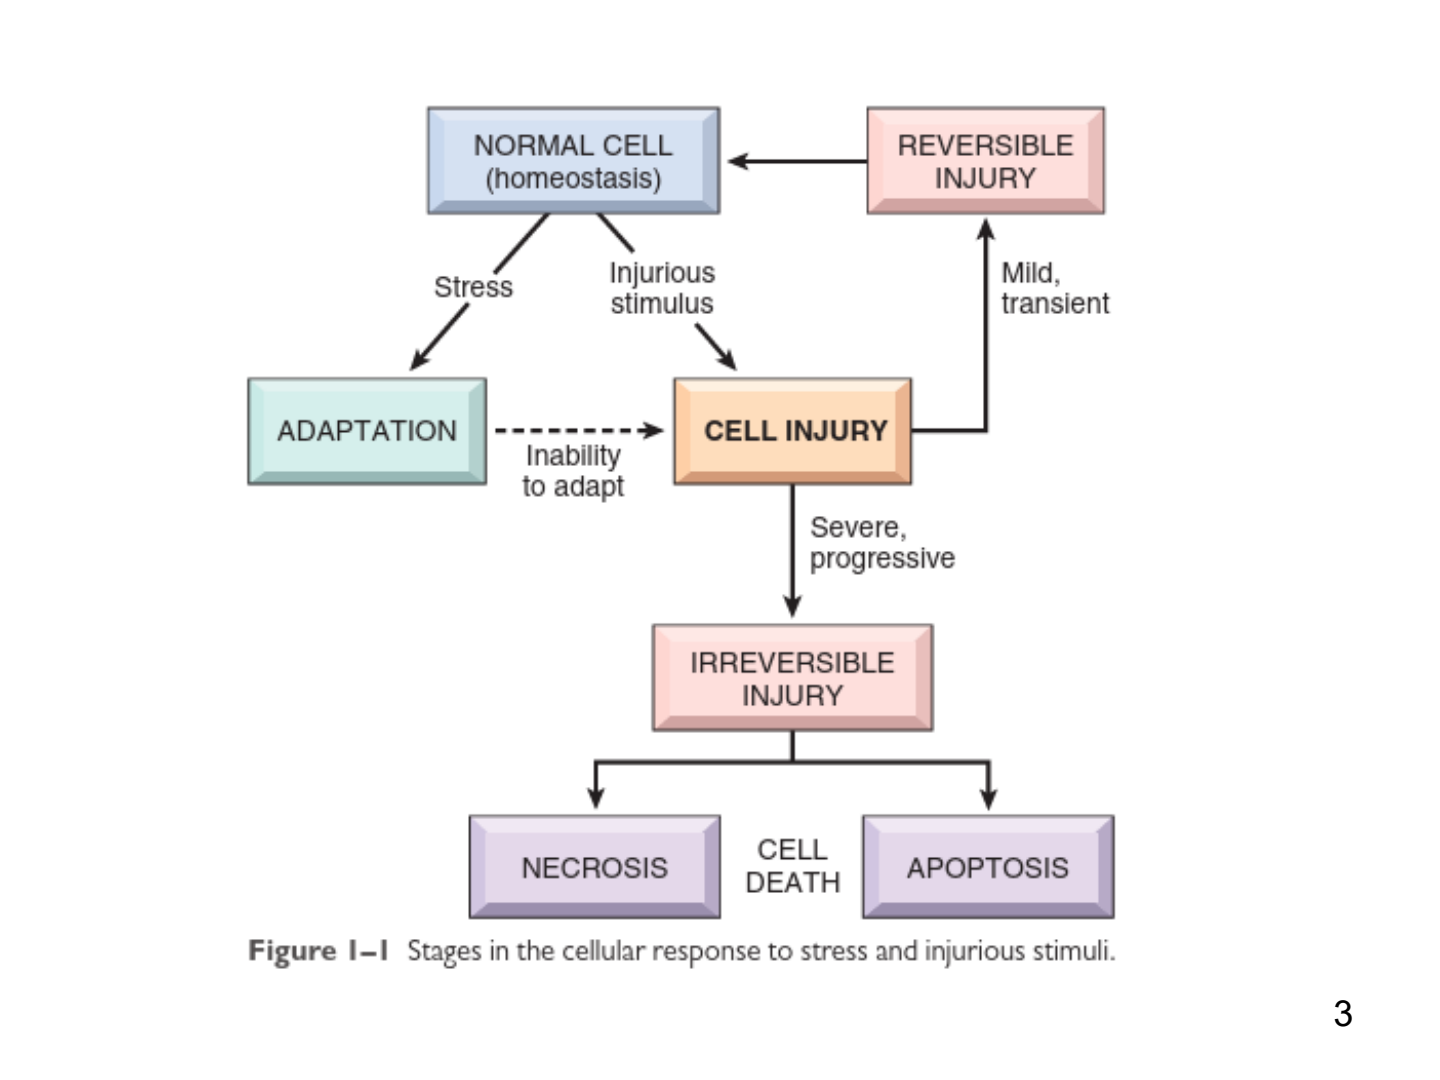 NORMAL CELL
(homeostasis)
REVERSIBLE
INJURY
Stress
Injurious
stimulus
Mild,
transient
ADAPTATION
Inability
to adapt
CELL INJURY
Severe,
progressive
IRREVERSIBLE
INJURY
NECROSIS
CELL
DEATH
APOPTOSIS
Figure 1–1 Stages in the cellular response to stress and injurious stimuli.
3